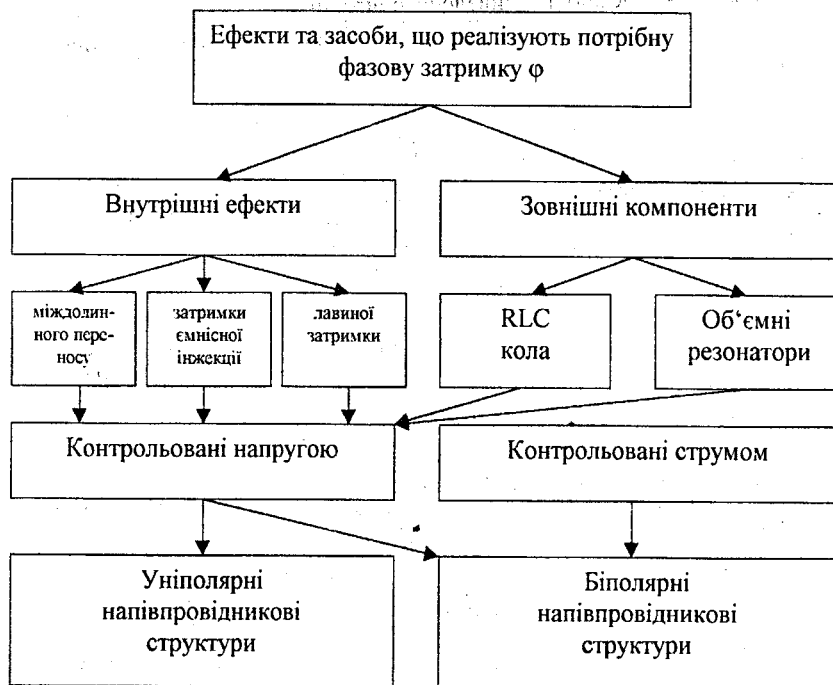 Ефекти та засоби, що реалізують потрібну
фазову затримку φ
Внутрішні ефекти
Зовнішні компоненти
міждолин-
ного перс-
носу
затримки
ємнісної
інжекції
лавиної
затримки
RLC
кола
Об‘ємні
резонатори
Контрольовані напругою
Контрольовані струмом
Уніполярні
напівпровідникові
структури
Біполярні
напівпровідникові
структури